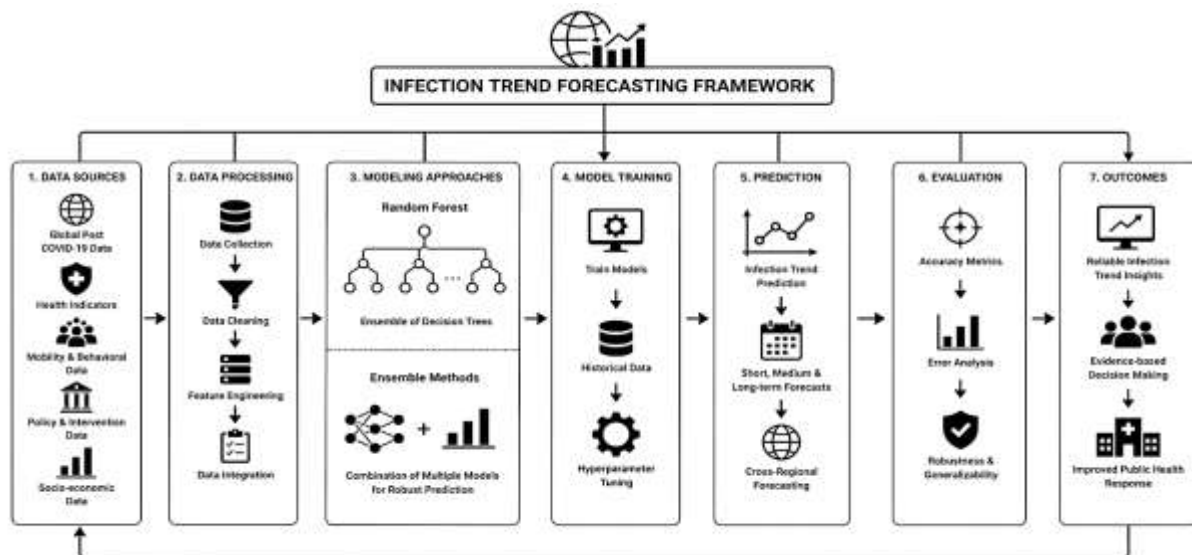 INFECTION TREND FORECASTING FRAMEWORK
1. DATA SOURCES
Global Post
COVID-19 Data
Health Indicators
Mobility & Behavioral
Data
Policy & Intervention
Data
Socio-economic
Data
2. DATA PROCESSING
Data Collection
Data Cleaning
Feature Engineering
Data Integration
3. MODELING APPROACHES
Random Forest
...
Ensemble of Decision Trees
Ensemble Methods
+
Combination of Multiple Models
for Robust Prediction
4. MODEL TRAINING
Train Models
Historical Data
Hyperparameter
Tuning
5. PREDICTION
Infection Trend
Prediction
Short, Medium &
Long-term Forecasts
Cross-Regional
Forecasting
6. EVALUATION
Accuracy Metrics
Error Analysis
Robustness &
Generalizability
7. OUTCOMES
Reliable Infection
Trend Insights
Evidence-based
Decision Making
Improved Public Health
Response